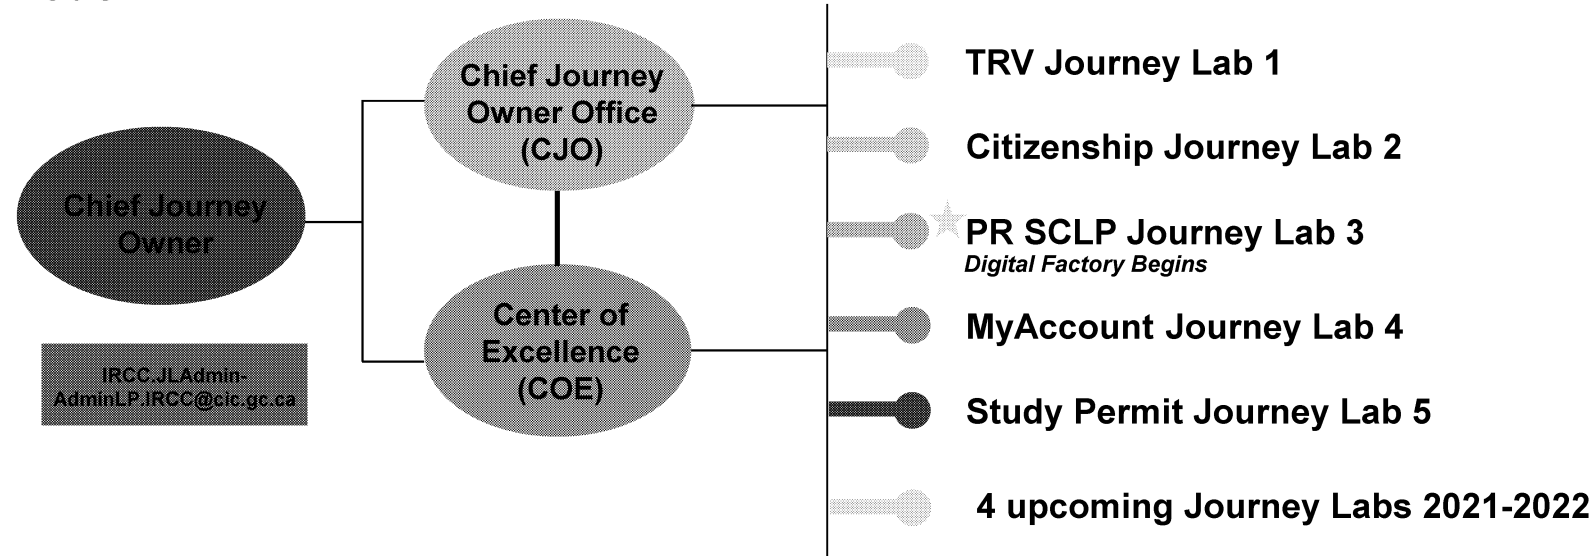 Chief Journey
Owner
IRCC.JLAdmin-
AdminLP.IRCC@cic.gc.ca
Chief Journey
Owner Office
(CJO)
Center of
Excellence
(COE)
TRV Journey Lab 1
Citizenship Journey Lab 2
PR SCLP Journey Lab 3
Digital Factory Begins
MyAccount Journey Lab 4
Study Permit Journey Lab 5
4 upcoming Journey Labs 2021-2022